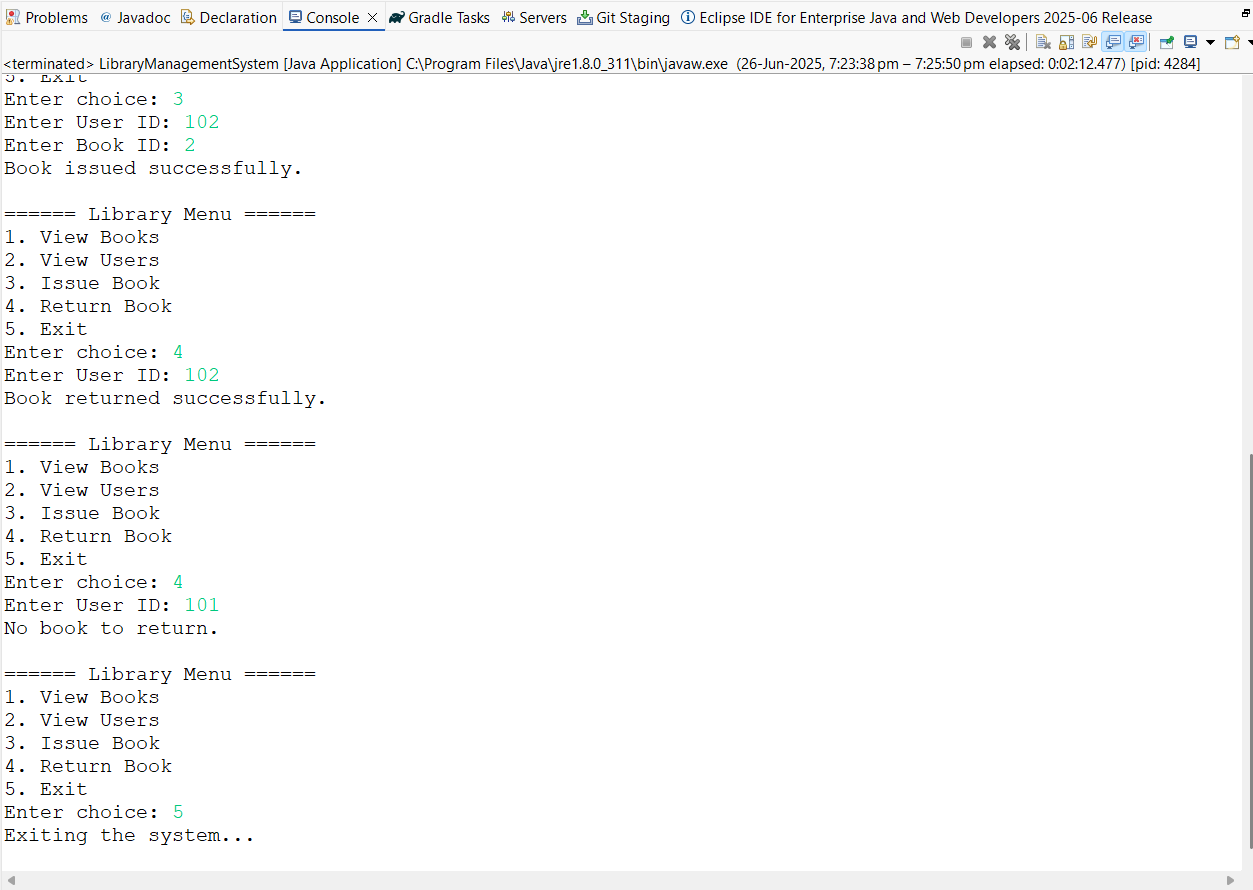 Problems @ Javadoc Declaration Console Gradle Tasks Servers Git Staging Eclipse IDE for Enterprise Java and Web Developers 2025-06 Release
<terminated> LibraryManagementSystem [Java Application] C:\Program Files\Java\jre1.8.0_311\bin\javaw.exe (26-Jun-2025, 7:23:38 pm – 7:25:50 pm elapsed: 0:02:12.477) [pid: 4284]
5. Exit
Enter choice: 3
Enter User ID: 102
Enter Book ID: 2
Book issued successfully.
====== Library Menu ======
1. View Books
2. View Users
3. Issue Book
4. Return Book
5. Exit
Enter choice: 4
Enter User ID: 102
Book returned successfully.
====== Library Menu ======
1. View Books
2. View Users
3. Issue Book
4. Return Book
5. Exit
Enter choice: 4
Enter User ID: 101
No book to return.
====== Library Menu ======
1. View Books
2. View Users
3. Issue Book
4. Return Book
5. Exit
Enter choice: 5
Exiting the system...